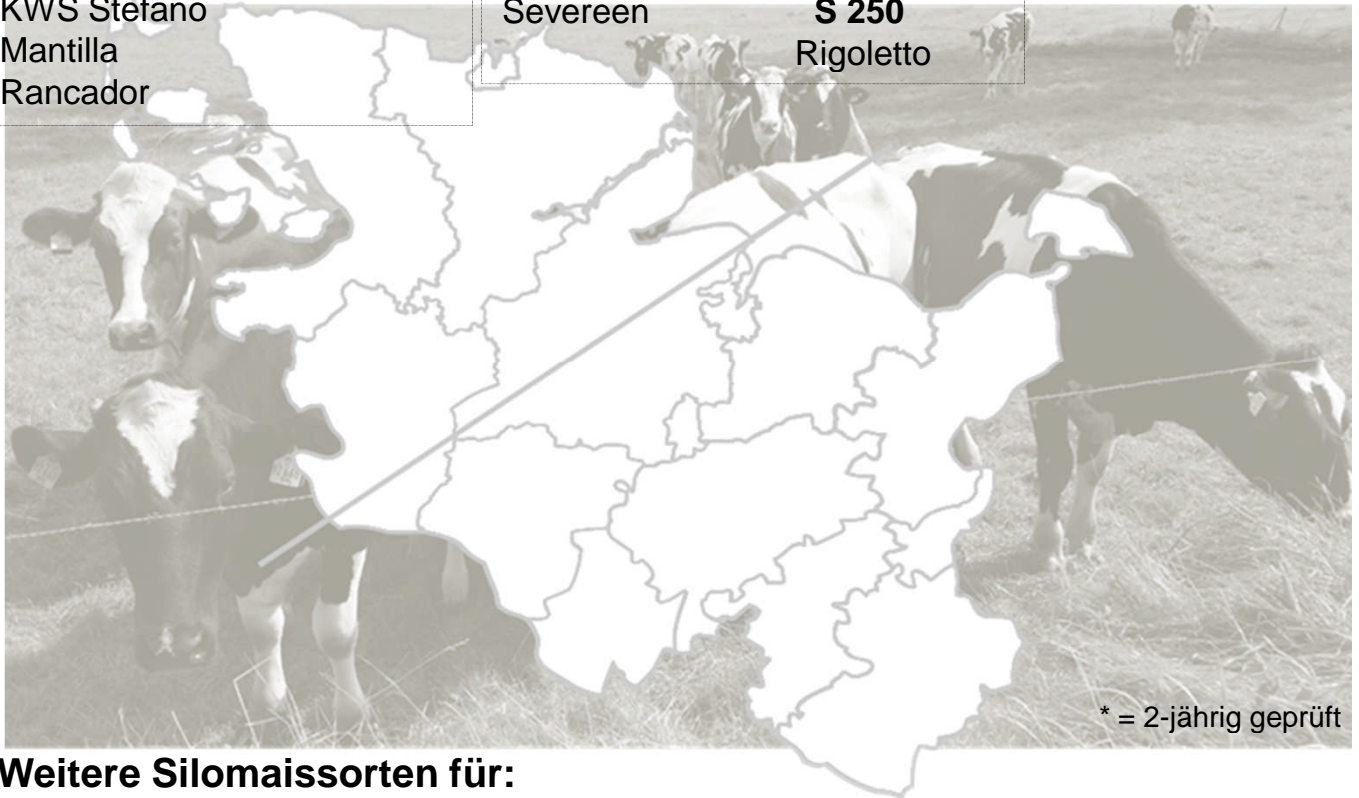 KWS Stefano
Mantilla
Rancador
Severeen
S 250
Rigoletto
* = 2-jährig geprüft
Weitere Silomaissorten für: